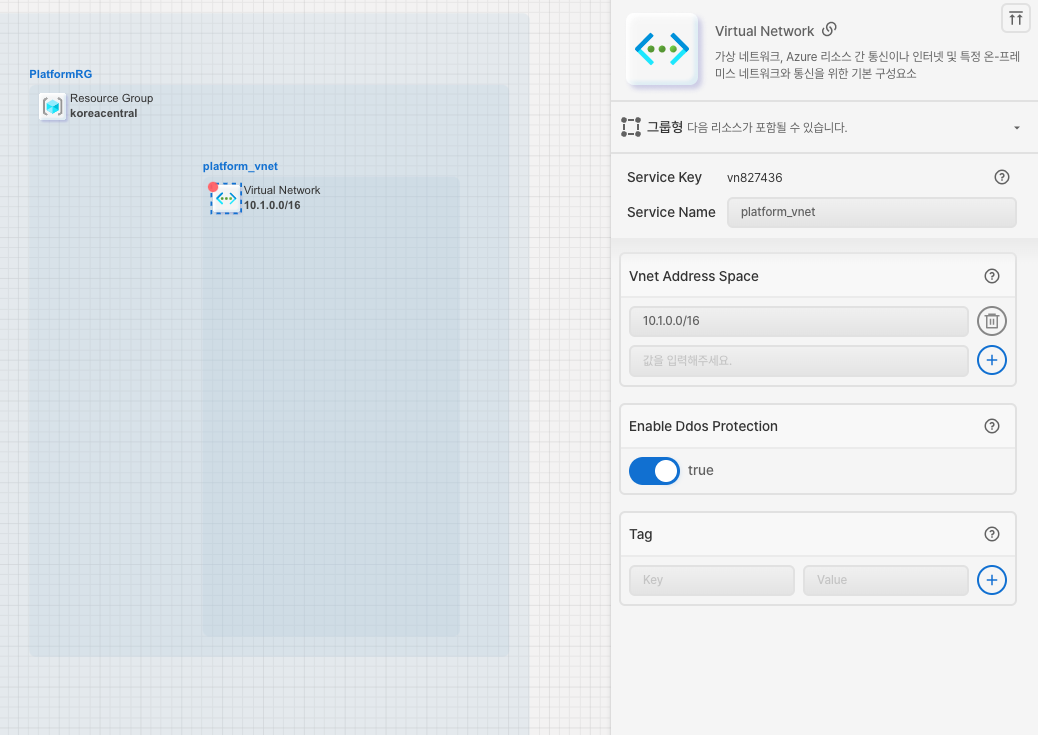 PlatformRG
Resource Group
koreacentral
platform_vnet
Virtual Network
10.1.0.0/16
Virtual Network
가상 네트워크, Azure 리소스 간 통신이나 인터넷 및 특정 온-프레
미스 네트워크와 통신을 위한 기본 구성요소
그룹형 다음 리소스가 포함될 수 있습니다.
Service Key vn827436
Service Name platform_vnet
Vnet Address Space
10.1.0.0/16
값을 입력해주세요.
Enable Ddos Protection
true
Tag
Key Value